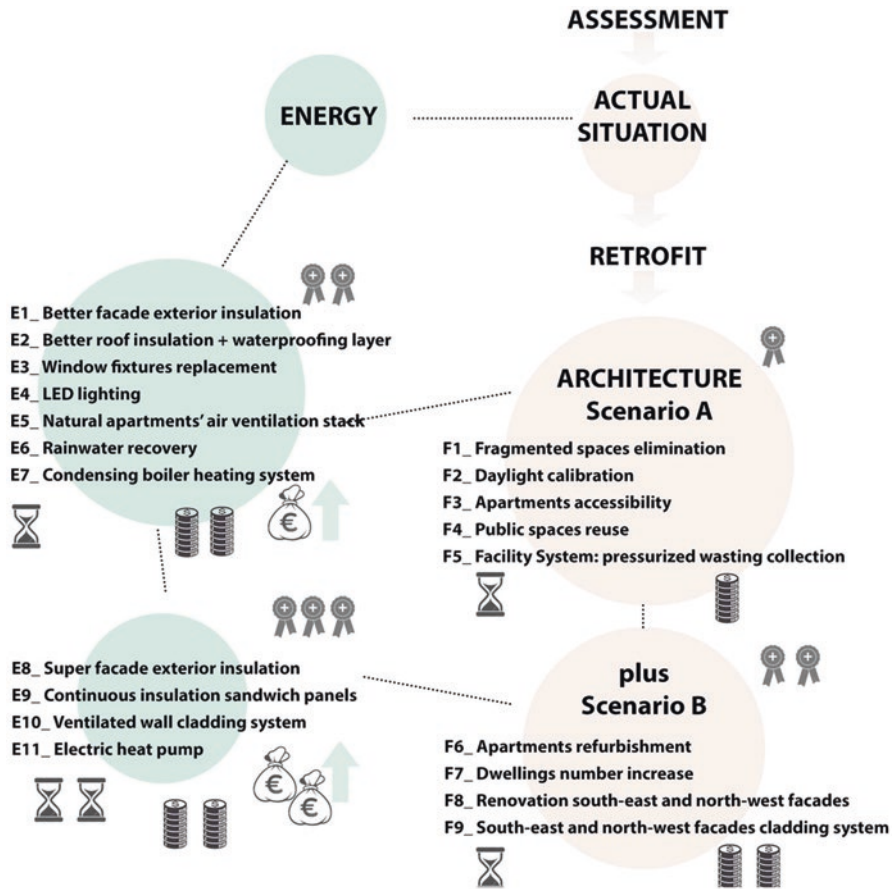 ASSESSMENT
ENERGY
ACTUAL
SITUATION
RETROFIT
E1_ Better facade exterior insulation
E2_ Better roof insulation + waterproofing layer
E3_ Window fixtures replacement
E4_ LED lighting
E5_ Natural apartments' air ventilation stack
E6_ Rainwater recovery
E7_ Condensing boiler heating system
€
ARCHITECTURE
Scenario A
F1_ Fragmented spaces elimination
F2_ Daylight calibration
F3_ Apartments accessibility
F4_ Public spaces reuse
F5_ Facility System: pressurized wasting collection
E8_ Super facade exterior insulation
E9_ Continuous insulation sandwich panels
E10_ Ventilated wall cladding system
E11_ Electric heat pump
€
€
plus
Scenario B
F6_ Apartments refurbishment
F7_ Dwellings number increase
F8_ Renovation south-east and north-west facades
F9_ South-east and north-west facades cladding system